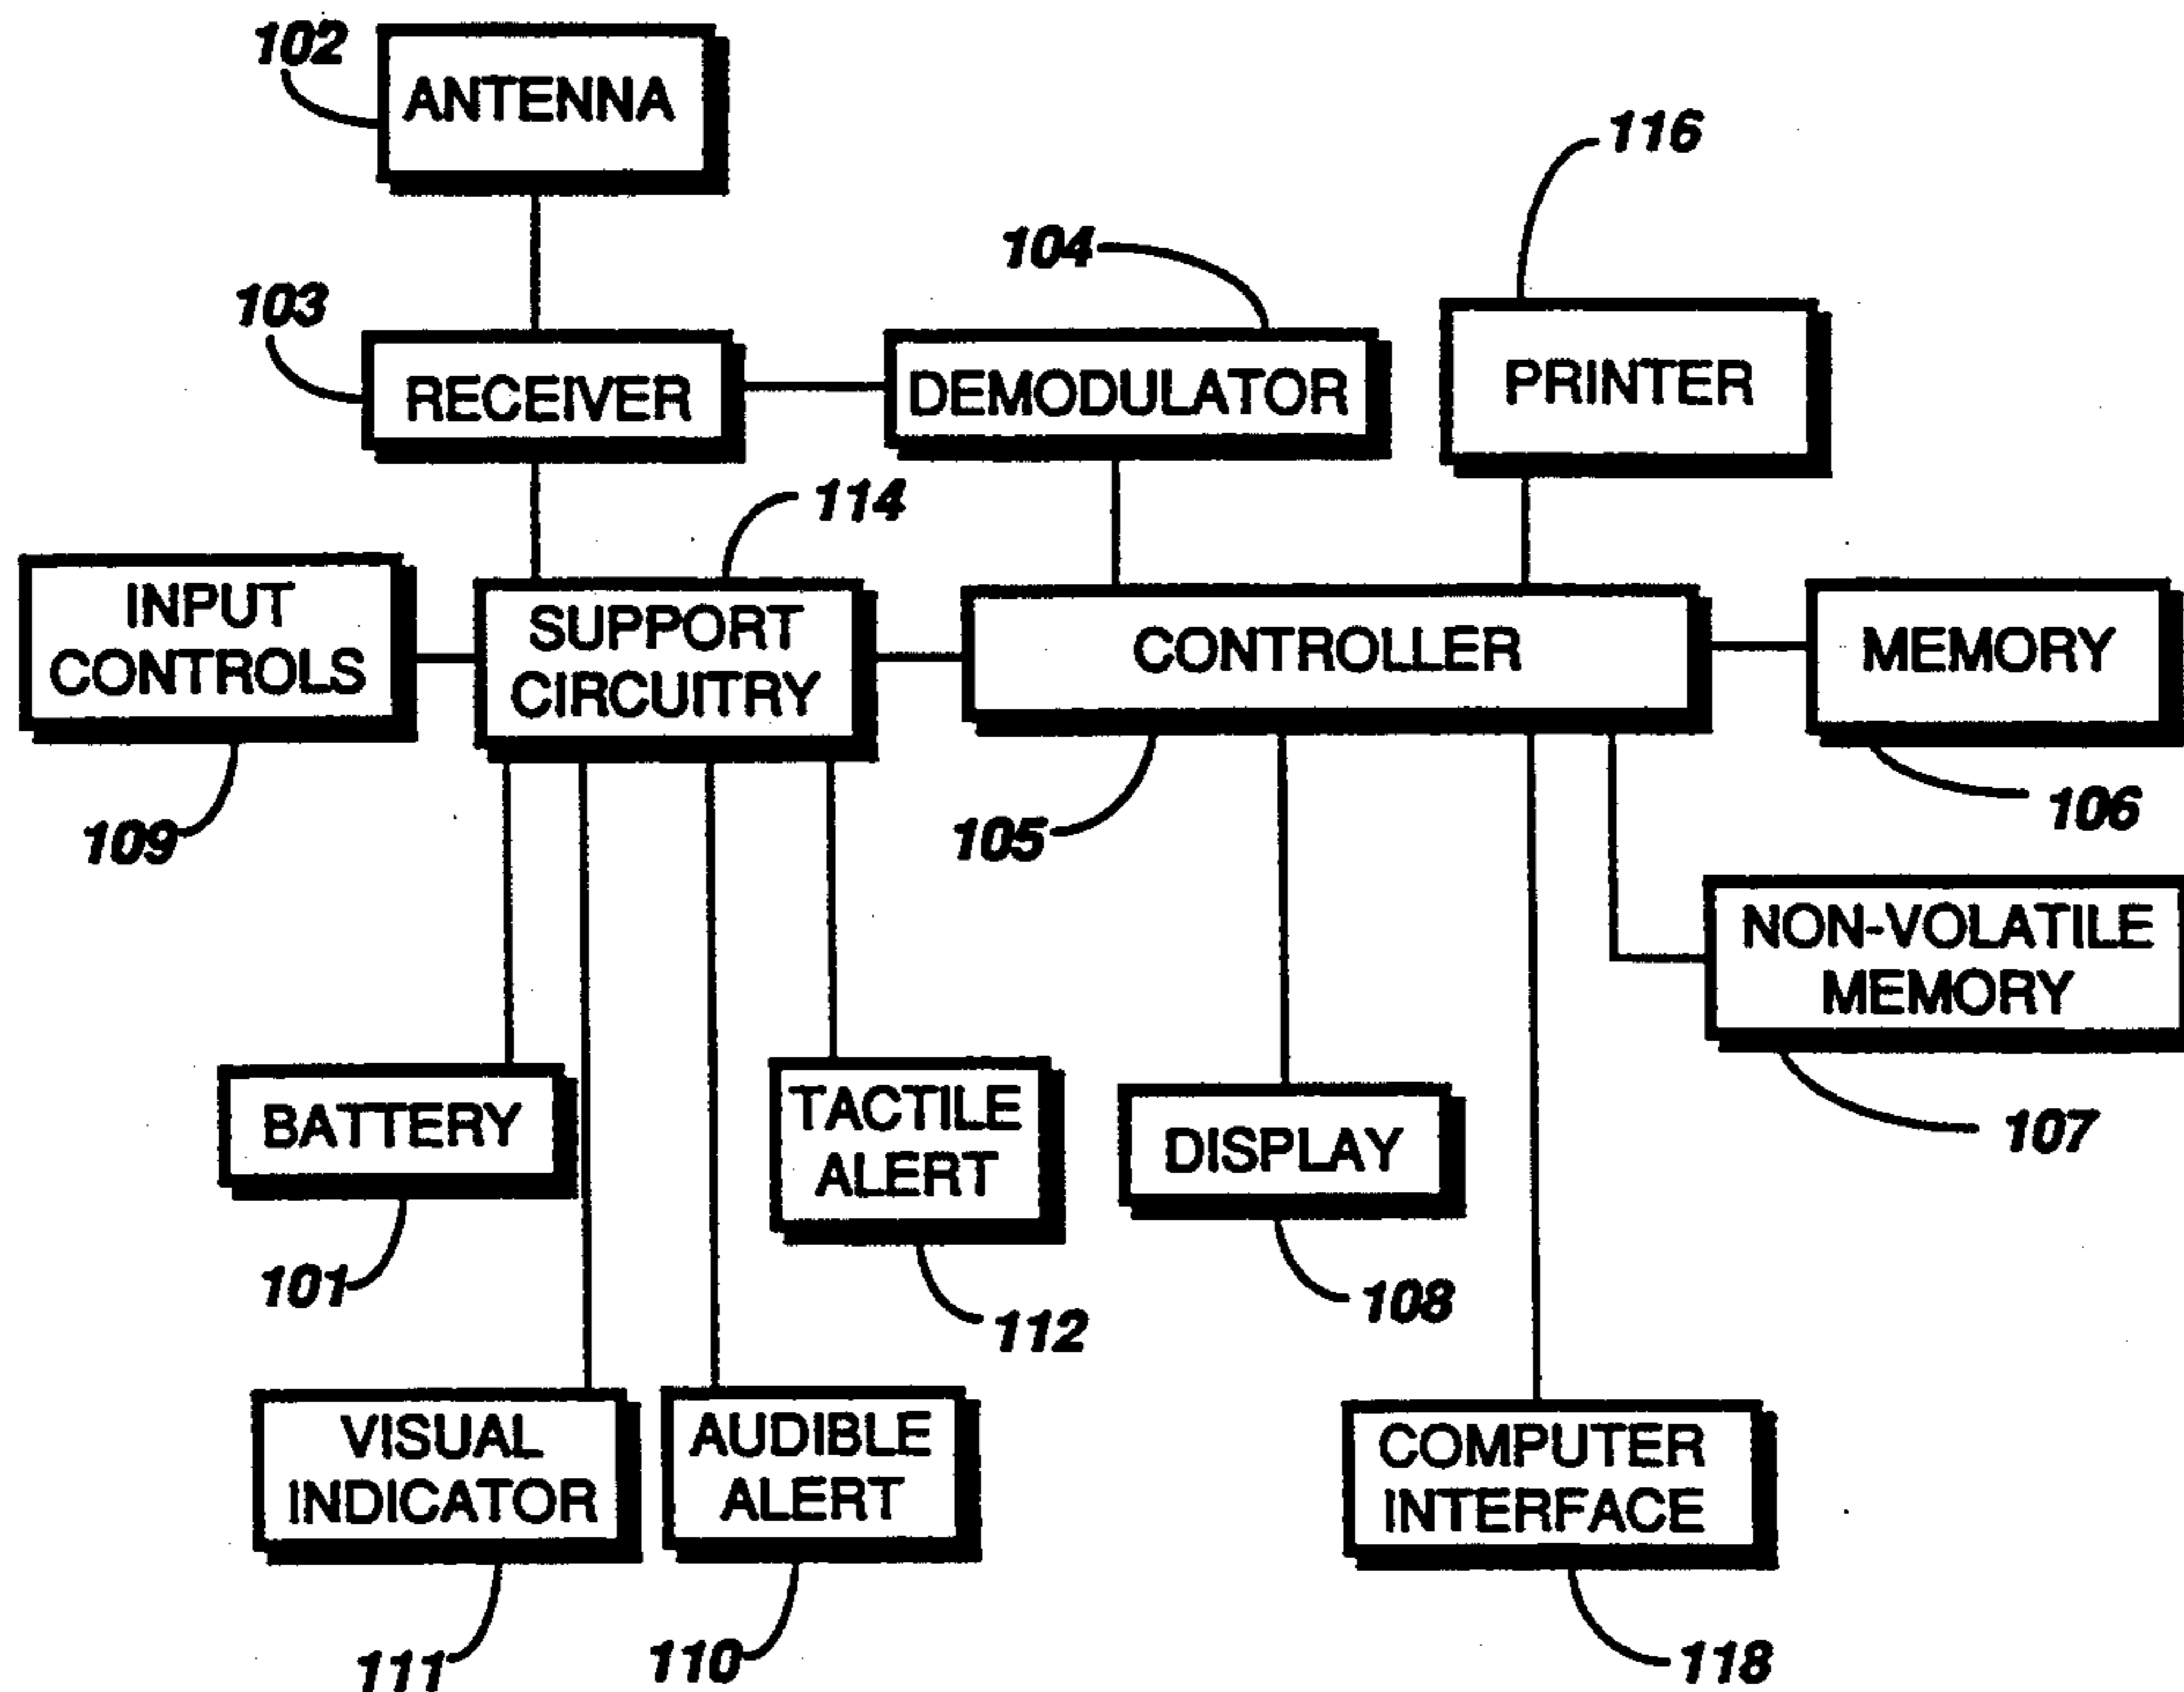 102
ANTENNA
116
104
103
RECEIVER
DEMODULATOR
PRINTER
114
INPUT
CONTROLS
SUPPORT
CIRCUITRY
CONTROLLER
MEMORY
109
105
106
NON-VOLATILE
MEMORY
107
BATTERY
TACTILE
ALERT
DISPLAY
101
112
108
VISUAL
INDICATOR
AUDIBLE
ALERT
COMPUTER
INTERFACE
111
110
118